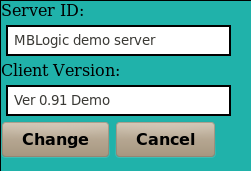 Server ID:
MBLogic demo server
Client Version:
Ver 0.91 Demo
Change Cancel